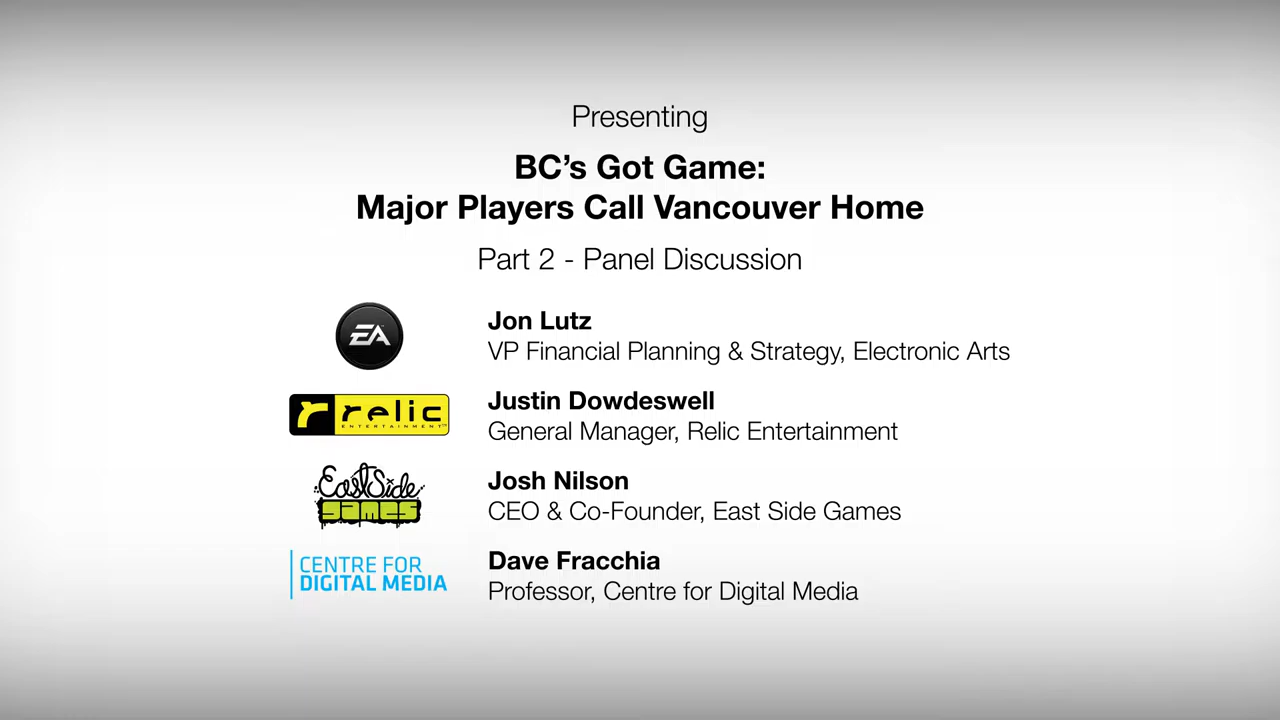 Presenting
BC’s Got Game:
Major Players Call Vancouver Home
Part 2 - Panel Discussion
EA
Jon Lutz
VP Financial Planning & Strategy, Electronic Arts
r relic
ENTERTAINMENT
Justin Dowdeswell
General Manager, Relic Entertainment
EastSide
games
Josh Nilson
CEO & Co-Founder, East Side Games
CENTRE FOR
DIGITAL MEDIA
Dave Fracchia
Professor, Centre for Digital Media